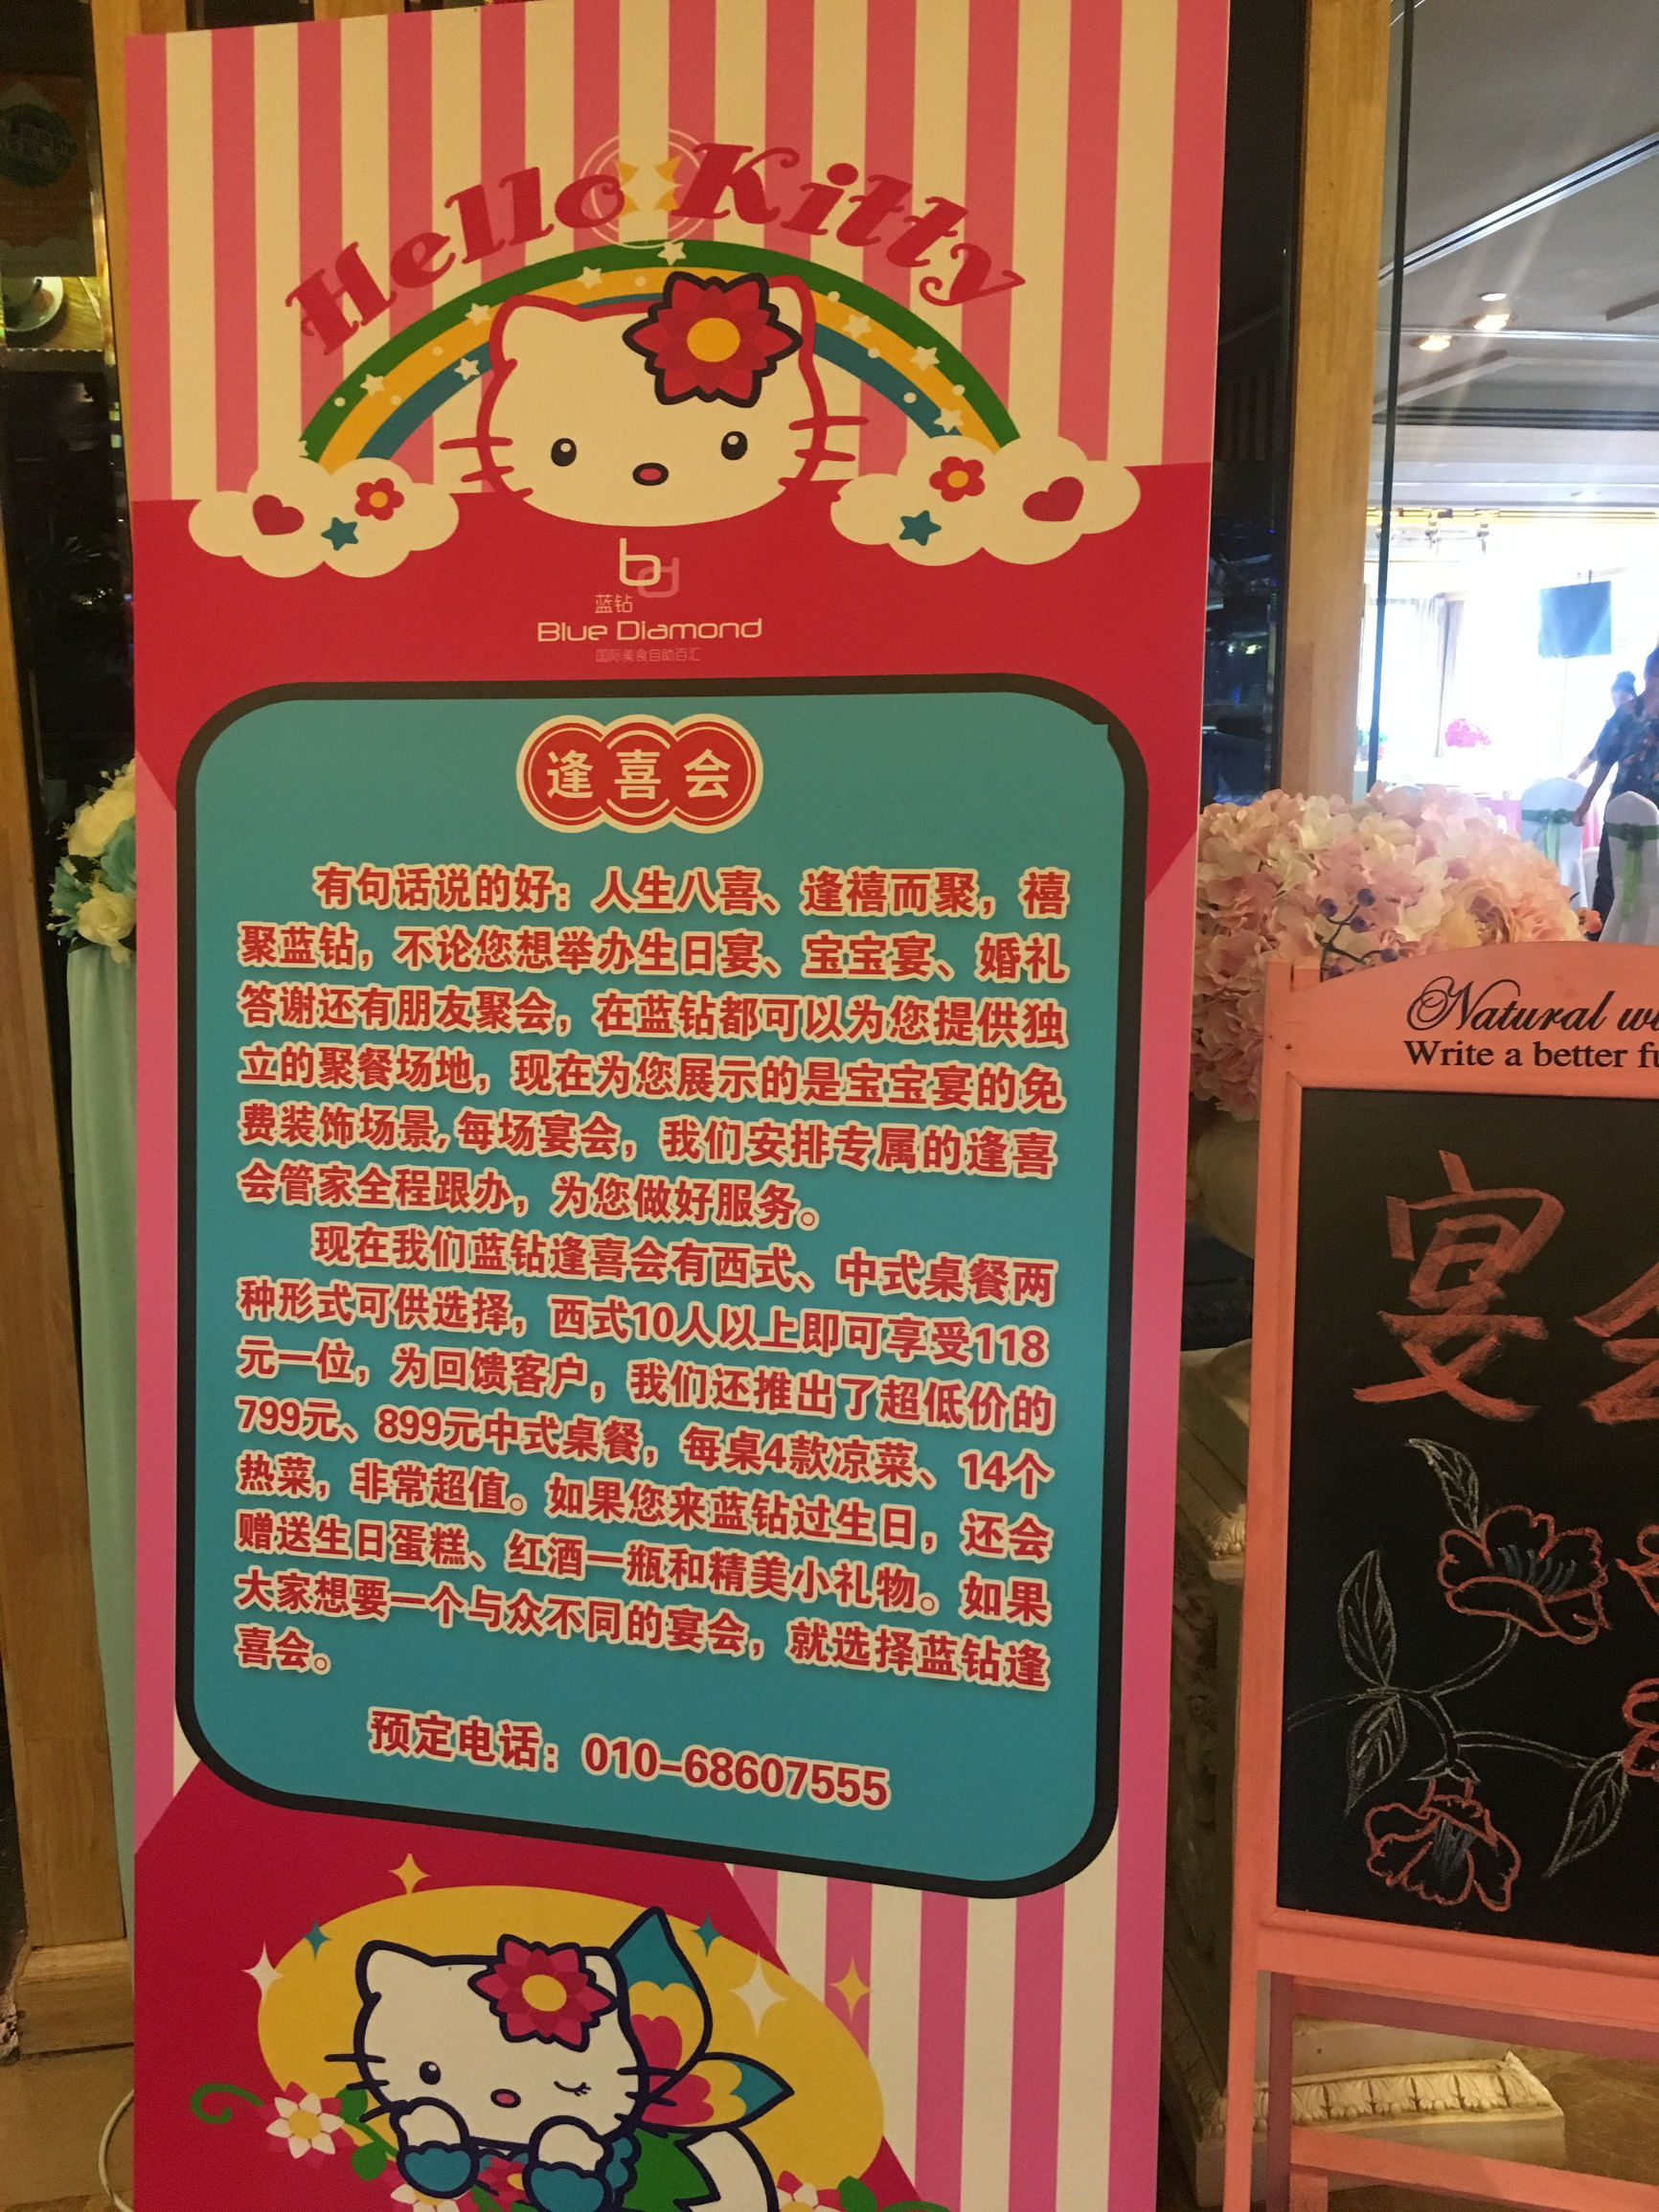 Hello Kitty
bd
蓝钻
Blue Diamond
国际美食自助百汇
逢喜会
有句话说的好：人生八喜、逢禧而聚，禧
聚蓝钻，不论您想举办生日宴、宝宝宴、婚礼
答谢还有朋友聚会，在蓝钻都可以为您提供独
立的聚餐场地，现在为您展示的是宝宝宴的免
费装饰场景,每场宴会，我们安排专属的逢喜
会管家全程跟办，为您做好服务。
现在我们蓝钻逢喜会有西式、中式桌餐两
种形式可供选择，西式10人以上即可享受118
元一位，为回馈客户，我们还推出了超低价的
799元、899元中式桌餐，每桌4款凉菜、14个
热菜，非常超值。如果您来蓝钻过生日，还会
赠送生日蛋糕、红酒一瓶和精美小礼物。如果
大家想要一个与众不同的宴会，就选择蓝钻逢
喜会。
预定电话：010-68607555
Natural
Write a better
宴